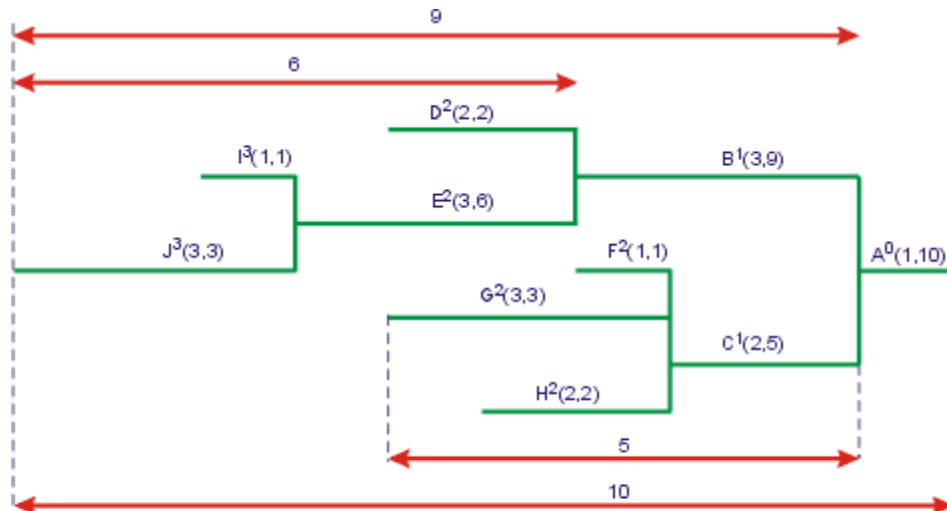 9
6
D²(2,2)
I³(1,1)
B¹(3,9)
E²(3,6)
J³(3,3)
F²(1,1)
A⁰(1,10)
G²(3,3)
C¹(2,5)
H²(2,2)
5
10